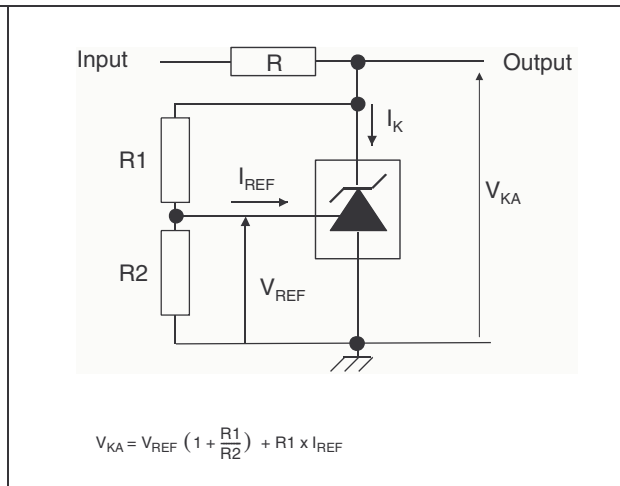 Input R Output
I_K
R1
I_REF
V_KA
R2
V_REF
V_KA = V_REF (1 + R1/R2) + R1 x I_REF